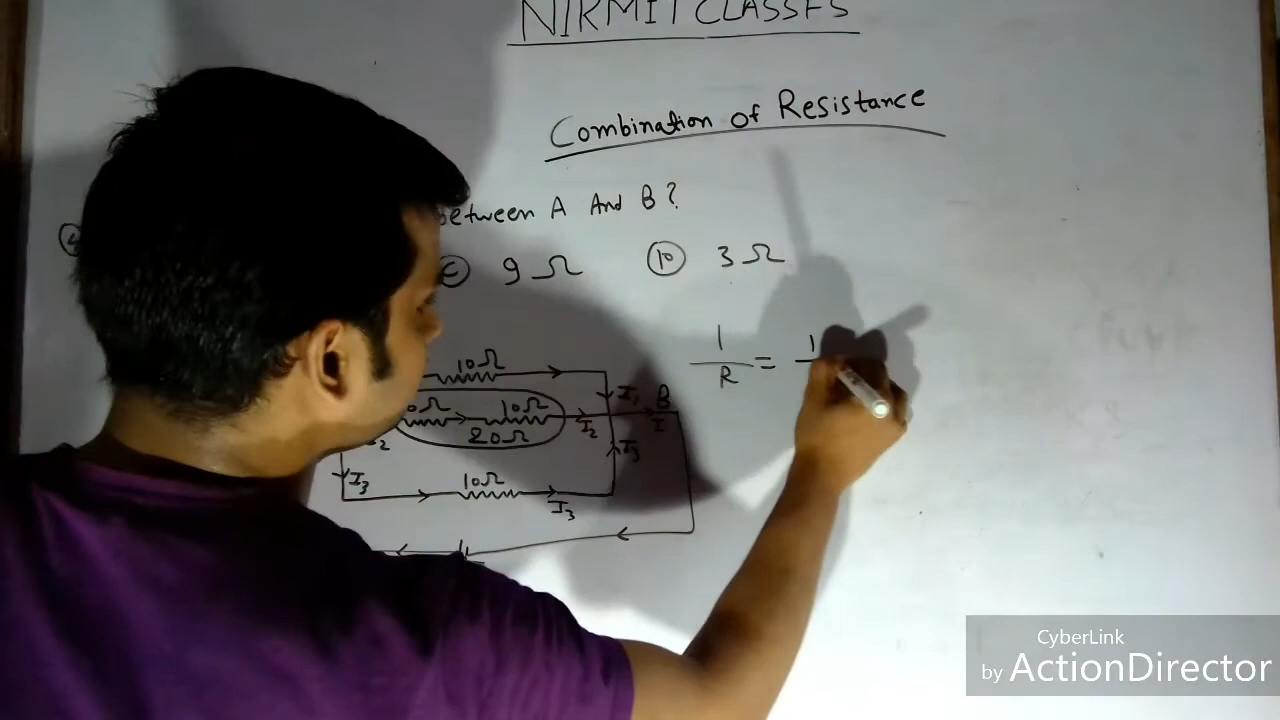 NIRMIT CLASSES
Combination of Resistance
between A And B?
C 9 Ω D 3 Ω
1/R = 1
10Ω
I1 B
10Ω
I2 I
20Ω
I3
I3 10Ω
I3
CyberLink
by ActionDirector